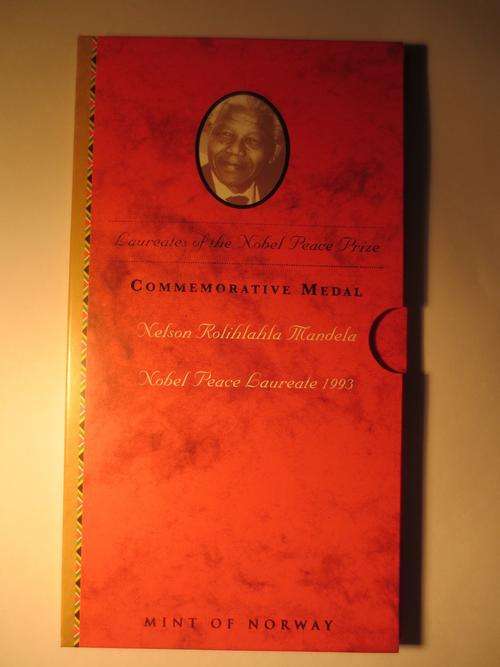 Laureates of the Nobel Peace Prize
COMMEMORATIVE MEDAL
Nelson Rolihlahla Mandela
Nobel Peace Laureate 1993
MINT OF NORWAY